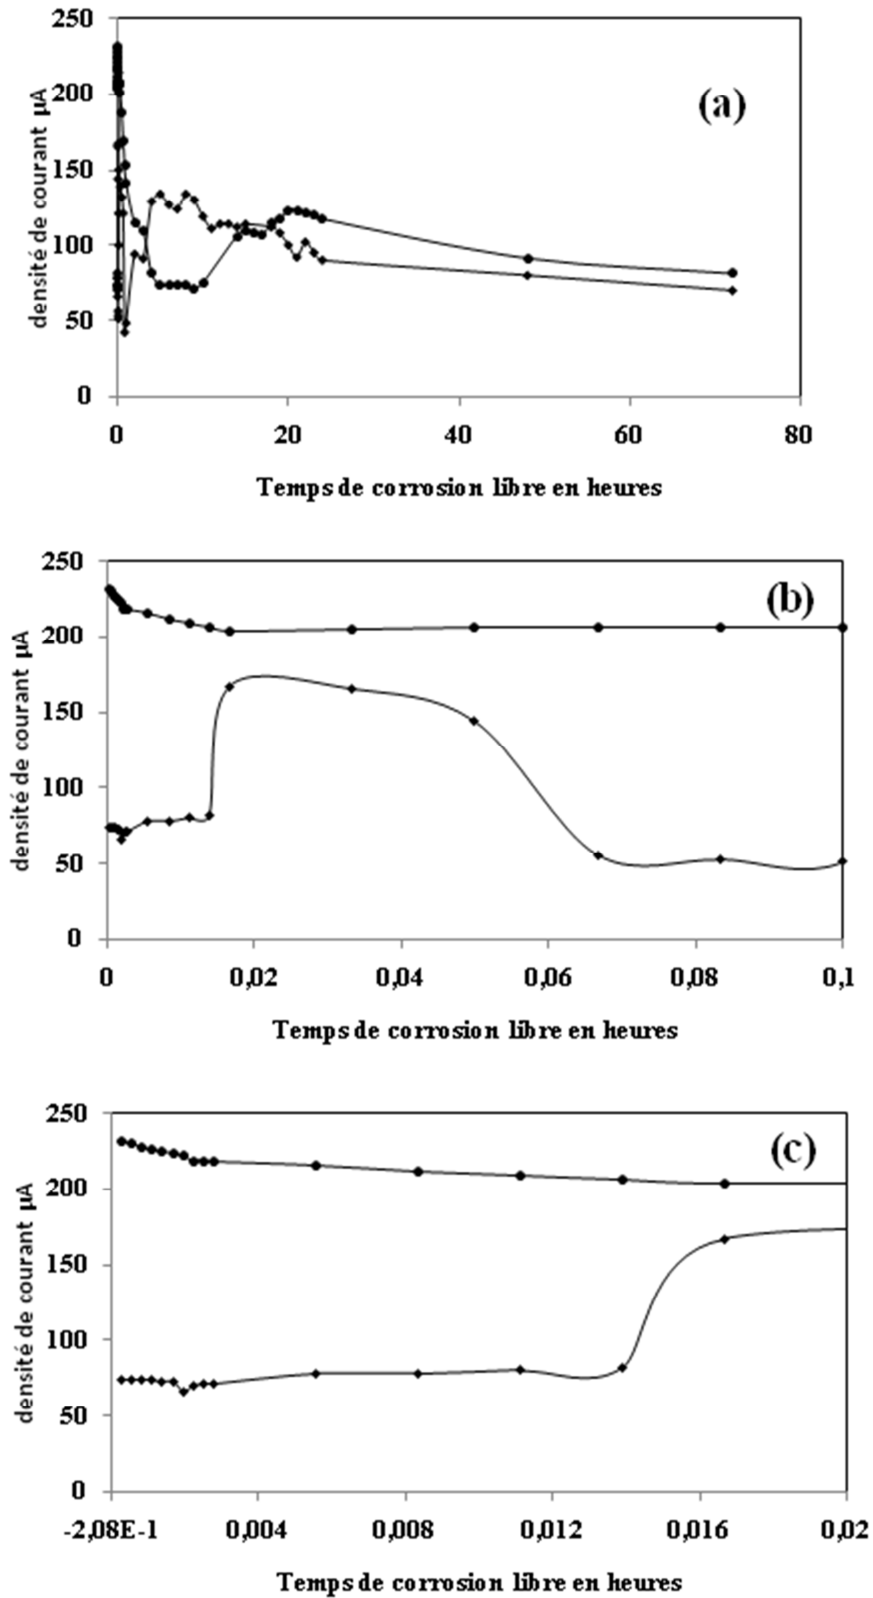 250
200
150
100
50
0
densité de courant µA
(a)
0 20 40 60 80
Temps de corrosion libre en heures
250
200
150
100
50
0
densité de courant µA
(b)
0 0,02 0,04 0,06 0,08 0,1
Temps de corrosion libre en heures
250
200
150
100
50
0
densité de courant µA
(c)
-2,08E-1 0,004 0,008 0,012 0,016 0,02
Temps de corrosion libre en heures